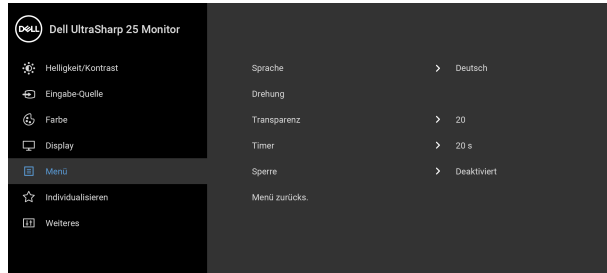 DELL Dell UltraSharp 25 Monitor
Helligkeit/Kontrast
Eingabe-Quelle
Farbe
Display
Menü
Individualisieren
Weiteres
Sprache > Deutsch
Drehung
Transparenz > 20
Timer > 20 s
Sperre > Deaktiviert
Menü zurücks.